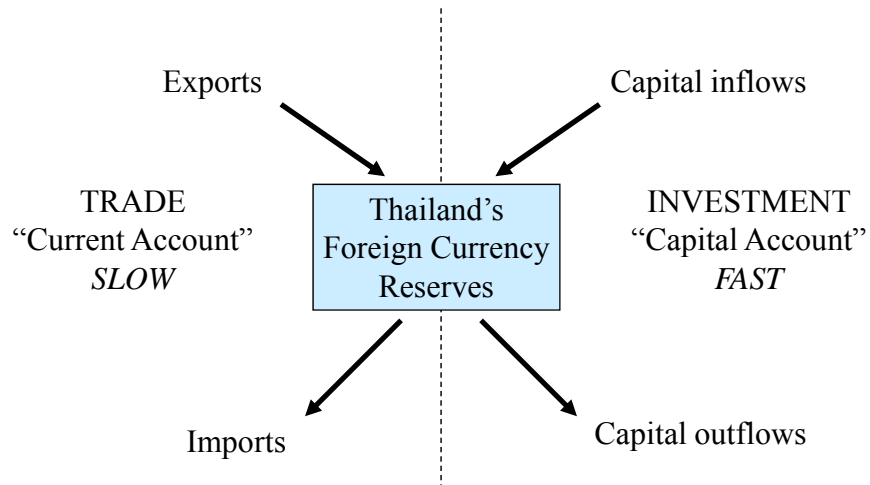 Exports
Capital inflows
TRADE
“Current Account”
SLOW
Thailand’s
Foreign Currency
Reserves
INVESTMENT
“Capital Account”
FAST
Imports
Capital outflows